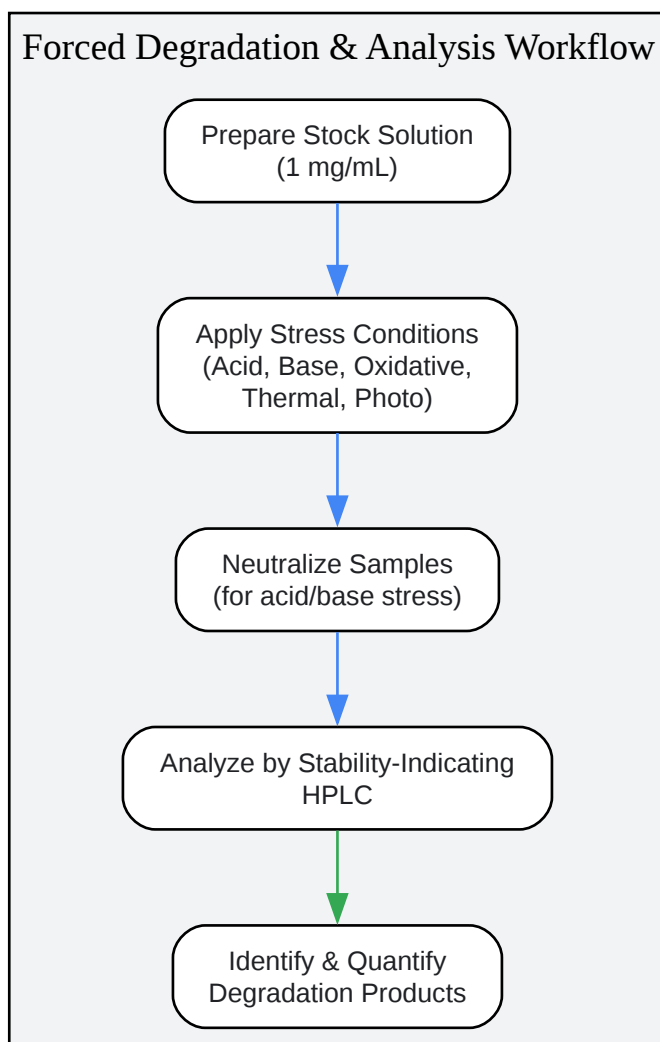 Forced Degradation & Analysis Workflow
Prepare Stock Solution
(1 mg/mL)
Apply Stress Conditions
(Acid, Base, Oxidative,
Thermal, Photo)
Neutralize Samples
(for acid/base stress)
Analyze by Stability-Indicating
HPLC
Identify & Quantify
Degradation Products